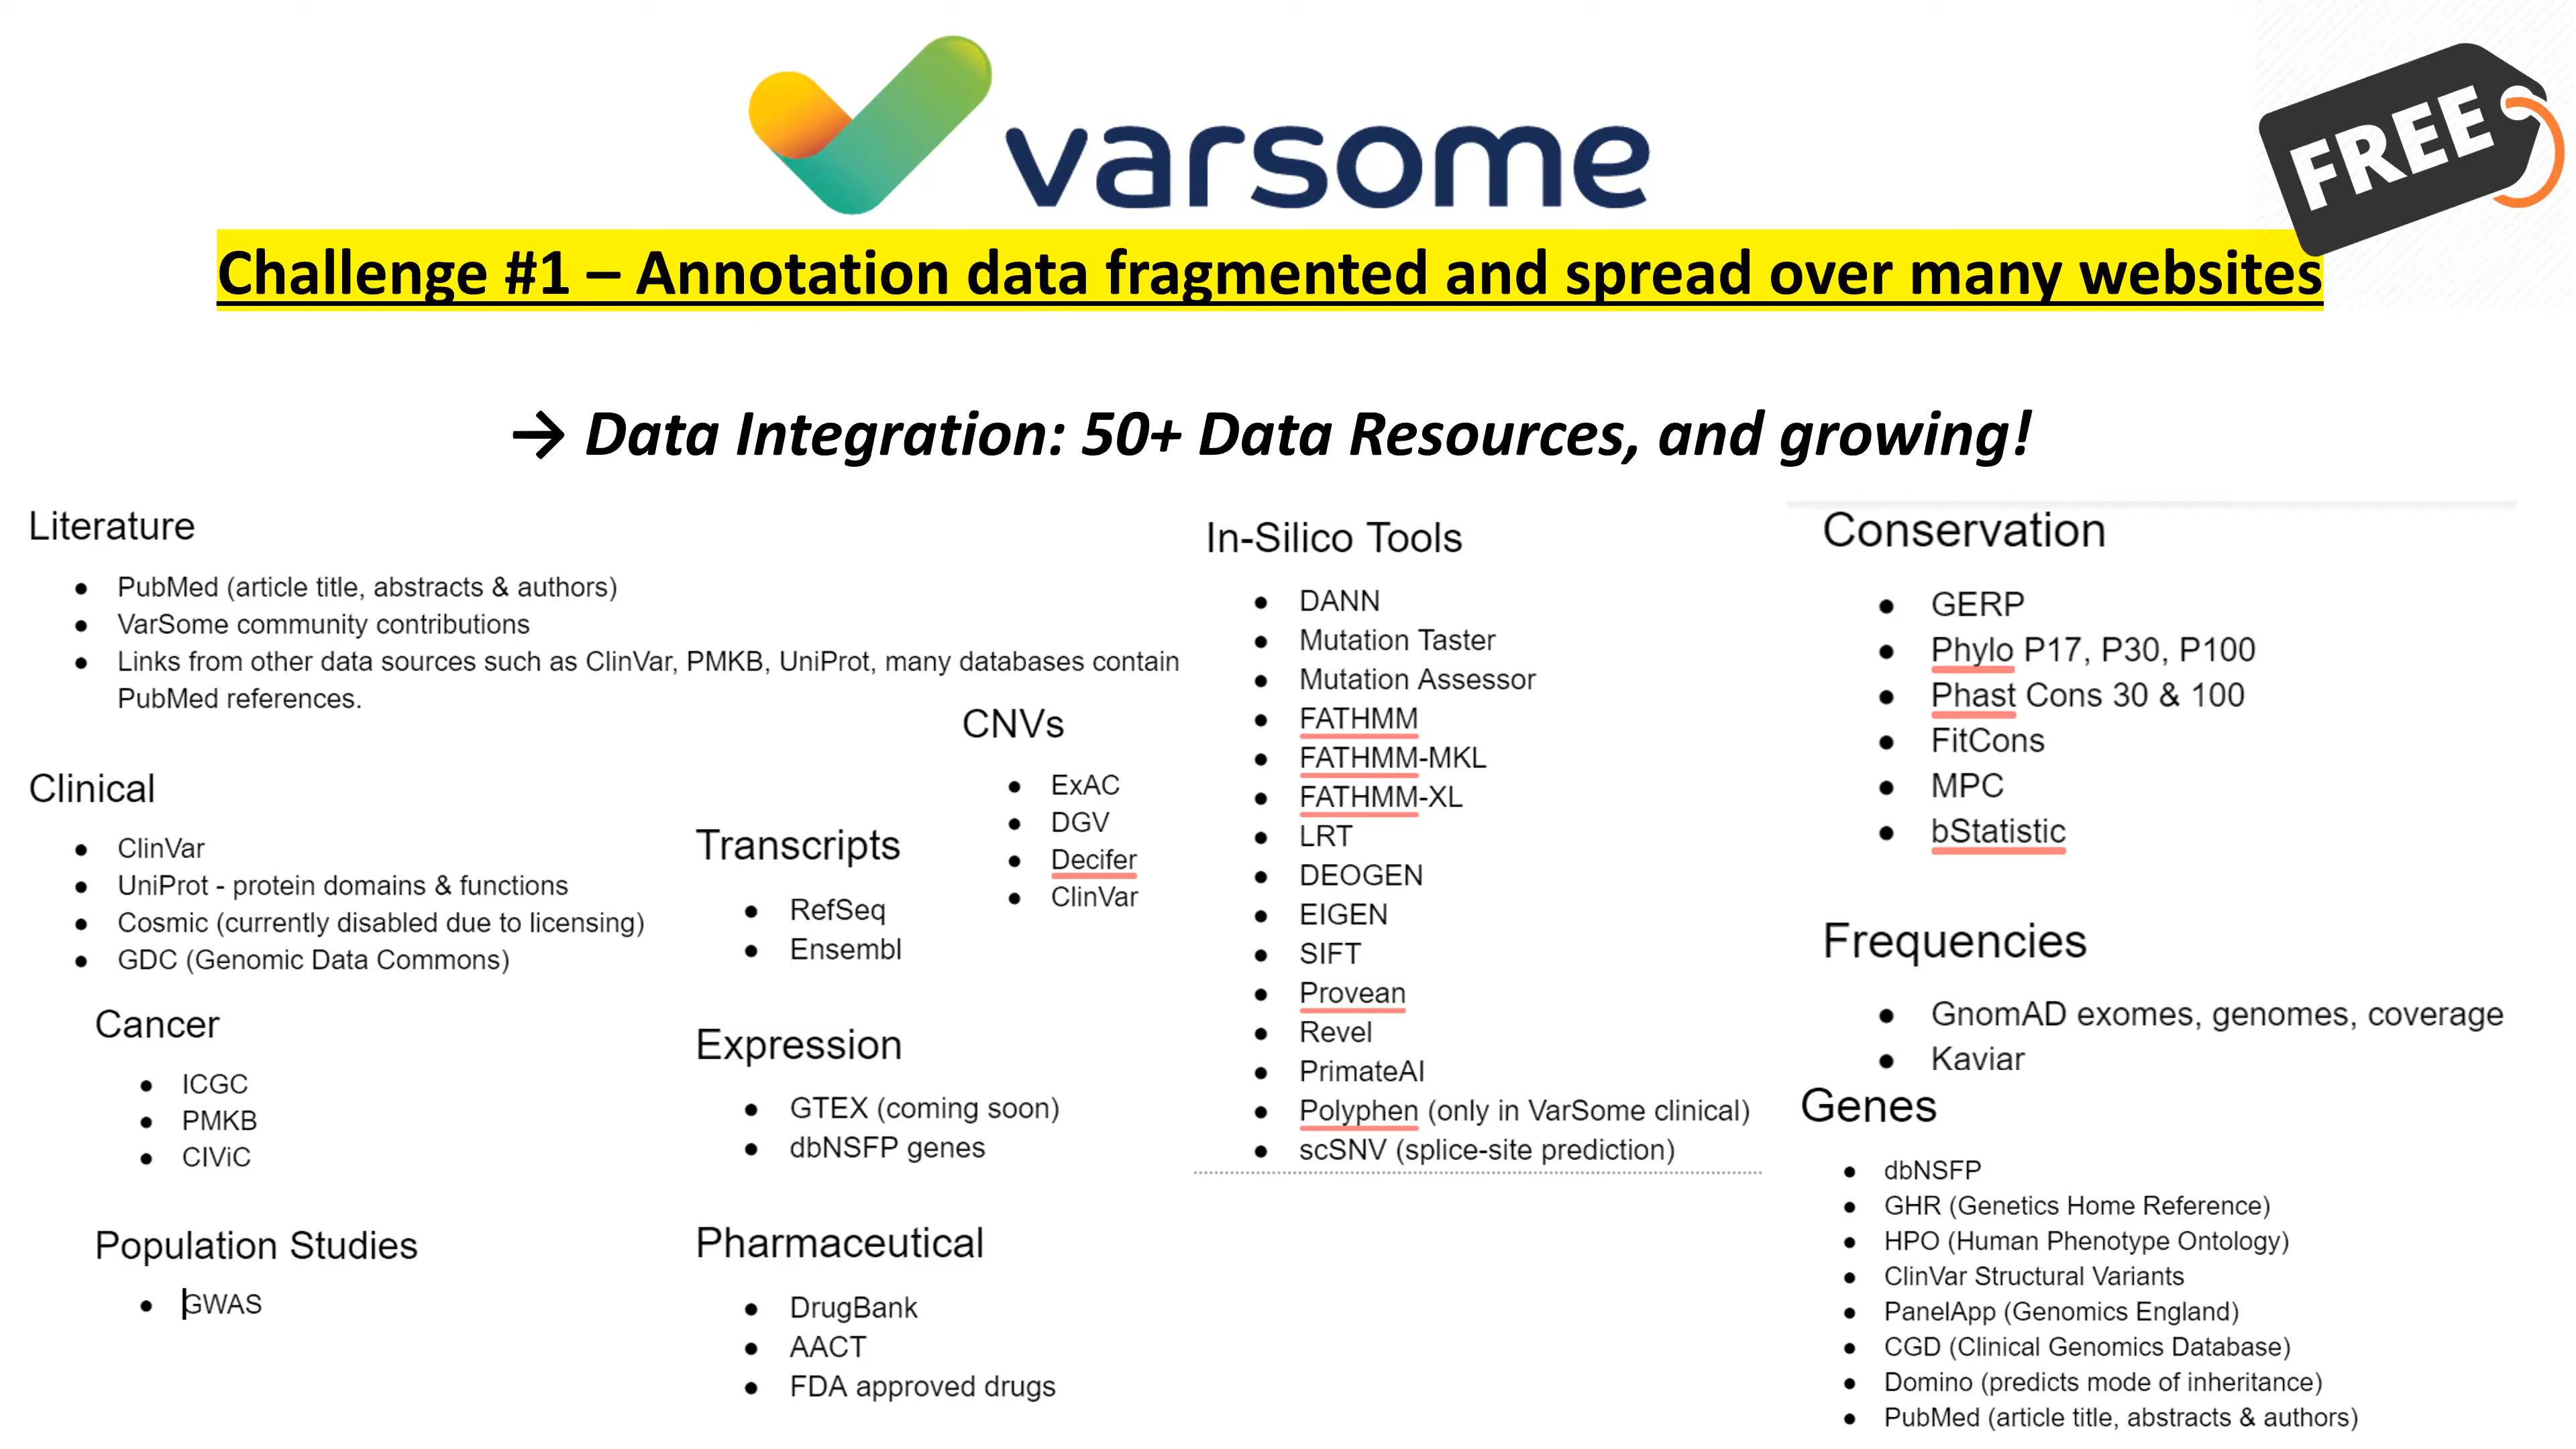 varsome
FREE
Challenge #1 – Annotation data fragmented and spread over many websites
→ Data Integration: 50+ Data Resources, and growing!
Literature
● PubMed (article title, abstracts & authors)
● VarSome community contributions
● Links from other data sources such as ClinVar, PMKB, UniProt, many databases contain
PubMed references.
Clinical
● ClinVar
● UniProt - protein domains & functions
● Cosmic (currently disabled due to licensing)
● GDC (Genomic Data Commons)
Cancer
● ICGC
● PMKB
● CIViC
Population Studies
● GWAS
CNVs
● ExAC
● DGV
● Decifer
● ClinVar
Transcripts
● RefSeq
● Ensembl
Expression
● GTEX (coming soon)
● dbNSFP genes
Pharmaceutical
● DrugBank
● AACT
● FDA approved drugs
In-Silico Tools
● DANN
● Mutation Taster
● Mutation Assessor
● FATHMM
● FATHMM-MKL
● FATHMM-XL
● LRT
● DEOGEN
● EIGEN
● SIFT
● Provean
● Revel
● PrimateAI
● Polyphen (only in VarSome clinical)
● scSNV (splice-site prediction)
Conservation
● GERP
● Phylo P17, P30, P100
● Phast Cons 30 & 100
● FitCons
● MPC
● bStatistic
Frequencies
● GnomAD exomes, genomes, coverage
● Kaviar
Genes
● dbNSFP
● GHR (Genetics Home Reference)
● HPO (Human Phenotype Ontology)
● ClinVar Structural Variants
● PanelApp (Genomics England)
● CGD (Clinical Genomics Database)
● Domino (predicts mode of inheritance)
● PubMed (article title, abstracts & authors)